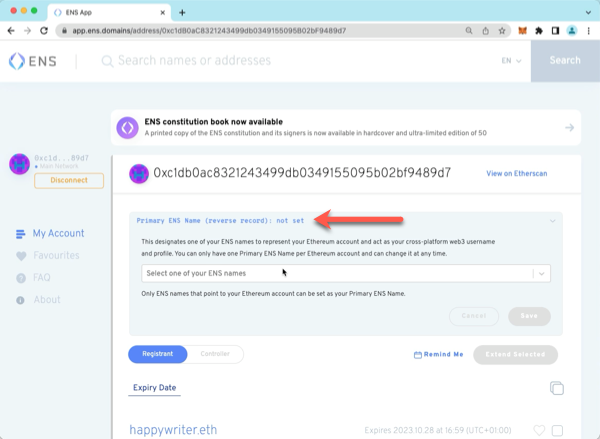 ENS App
app.ens.domains/address/0xc1dB0aC8321243499db0349155095B02bF9489d7
ENS
Search names or addresses
EN
Search
ENS constitution book now available
A printed copy of the ENS constitution and its signers is now available in hardcover and ultra-limited edition of 50
0xc1d...89d7
Main Network
Disconnect
My Account
Favourites
FAQ
About
0xc1db0ac8321243499db0349155095b02bf9489d7
View on Etherscan
Primary ENS Name (reverse record): not set
This designates one of your ENS names to represent your Ethereum account and act as your cross-platform web3 username
and profile. You can only have one Primary ENS Name per Ethereum account and can change it at any time.
Select one of your ENS names
Only ENS names that point to your Ethereum account can be set as your Primary ENS Name.
Cancel
Save
Registrant
Controller
Remind Me
Extend Selected
Expiry Date
happywriter.eth
Expires 2023.10.28 at 16:59 (UTC+01:00)